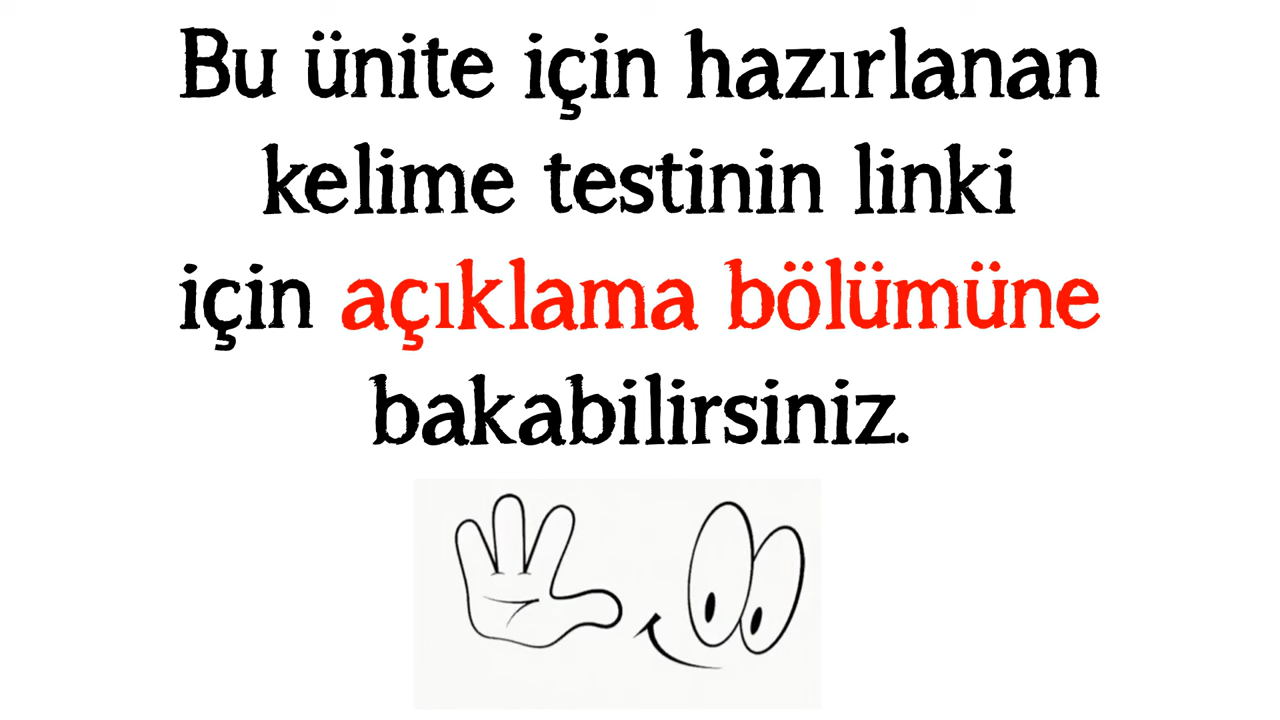 Bu ünite için hazırlanan
kelime testinin linki
için açıklama bölümüne
bakabilirsiniz.